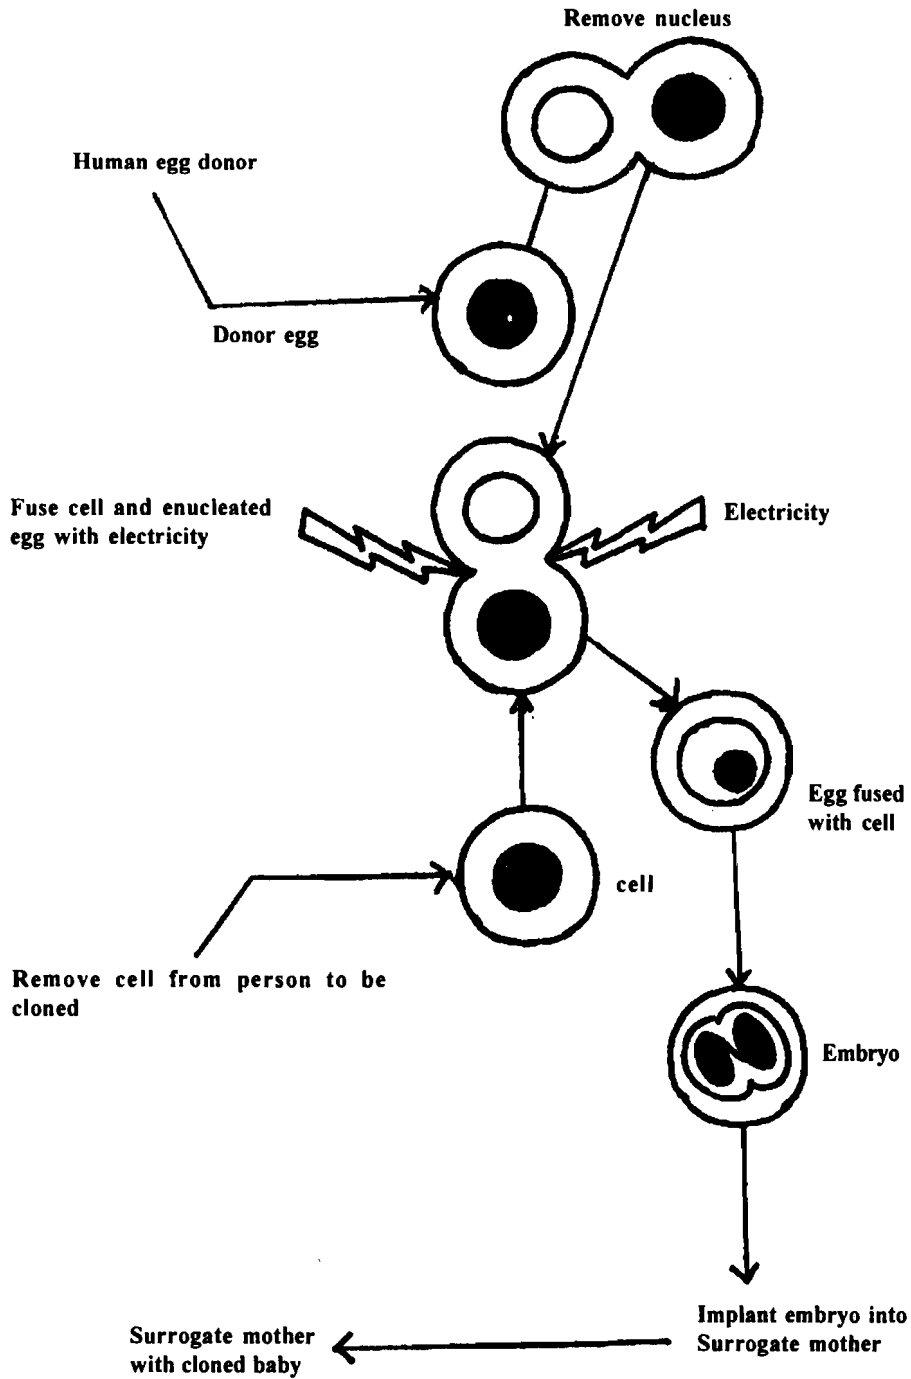 Remove nucleus
Human egg donor
Donor egg
Fuse cell and enucleated
egg with electricity
Electricity
Egg fused
with cell
cell
Remove cell from person to be
cloned
Embryo
Implant embryo into
Surrogate mother
Surrogate mother
with cloned baby